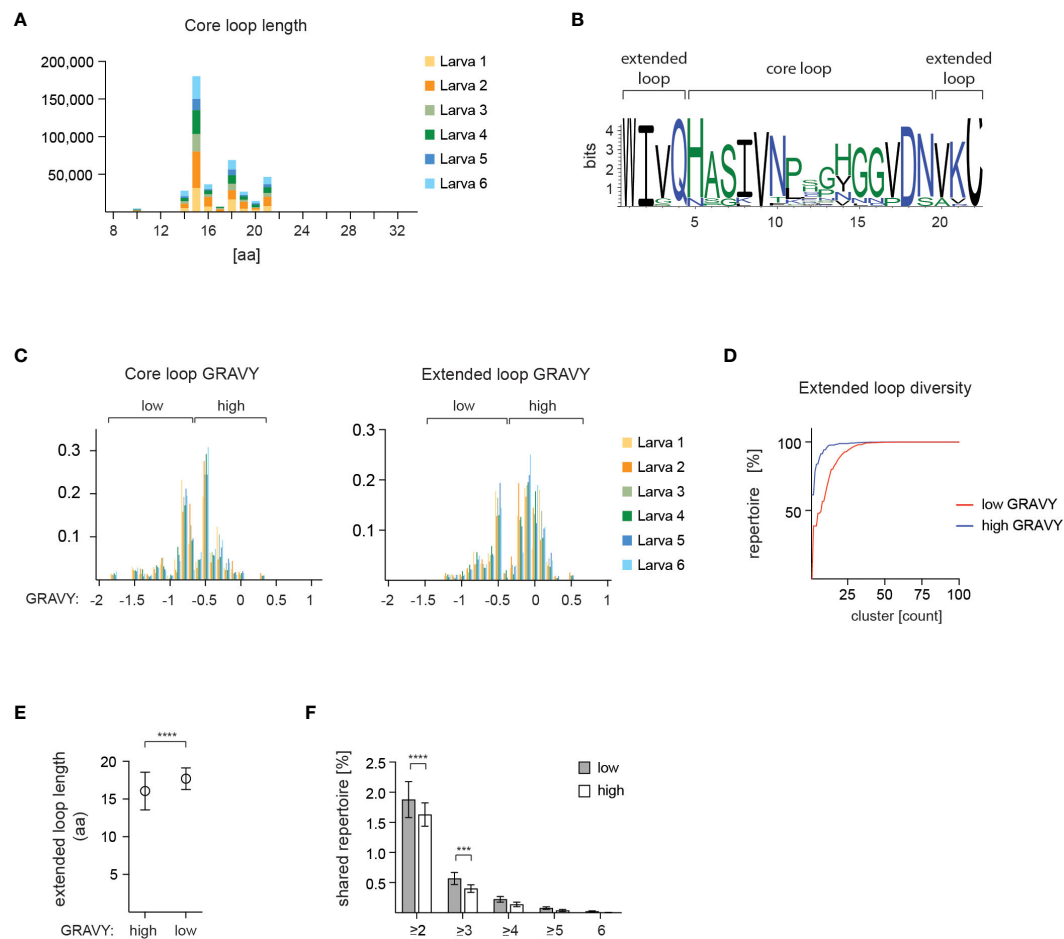 A
Core loop length
200,000
150,000
100,000
50,000
8 12 16 20 24 28 32
[aa]
Larva 1
Larva 2
Larva 3
Larva 4
Larva 5
Larva 6
B
extended loop
core loop
extended loop
bits
4
3
2
1
WIVQHASIVNP GHGGVDNVKC
5 10 15 20
C
Core loop GRAVY
low high
0.3
0.2
0.1
GRAVY: -2 -1.5 -1 -0.5 0 0.5 1
Extended loop GRAVY
low high
0.3
0.2
0.1
-2 -1 -1 -0.5 0 0.5 1
Larva 1
Larva 2
Larva 3
Larva 4
Larva 5
Larva 6
D
Extended loop diversity
repertoire [%]
100
50
25 50 75 100
cluster [count]
low GRAVY
high GRAVY
E
****
extended loop length
(aa)
20
15
10
5
GRAVY: high low
F
shared repertoire [%]
2.5
2.0
1.5
1.0
0.5
****
***
low
high
≥2 ≥3 ≥4 ≥5 6